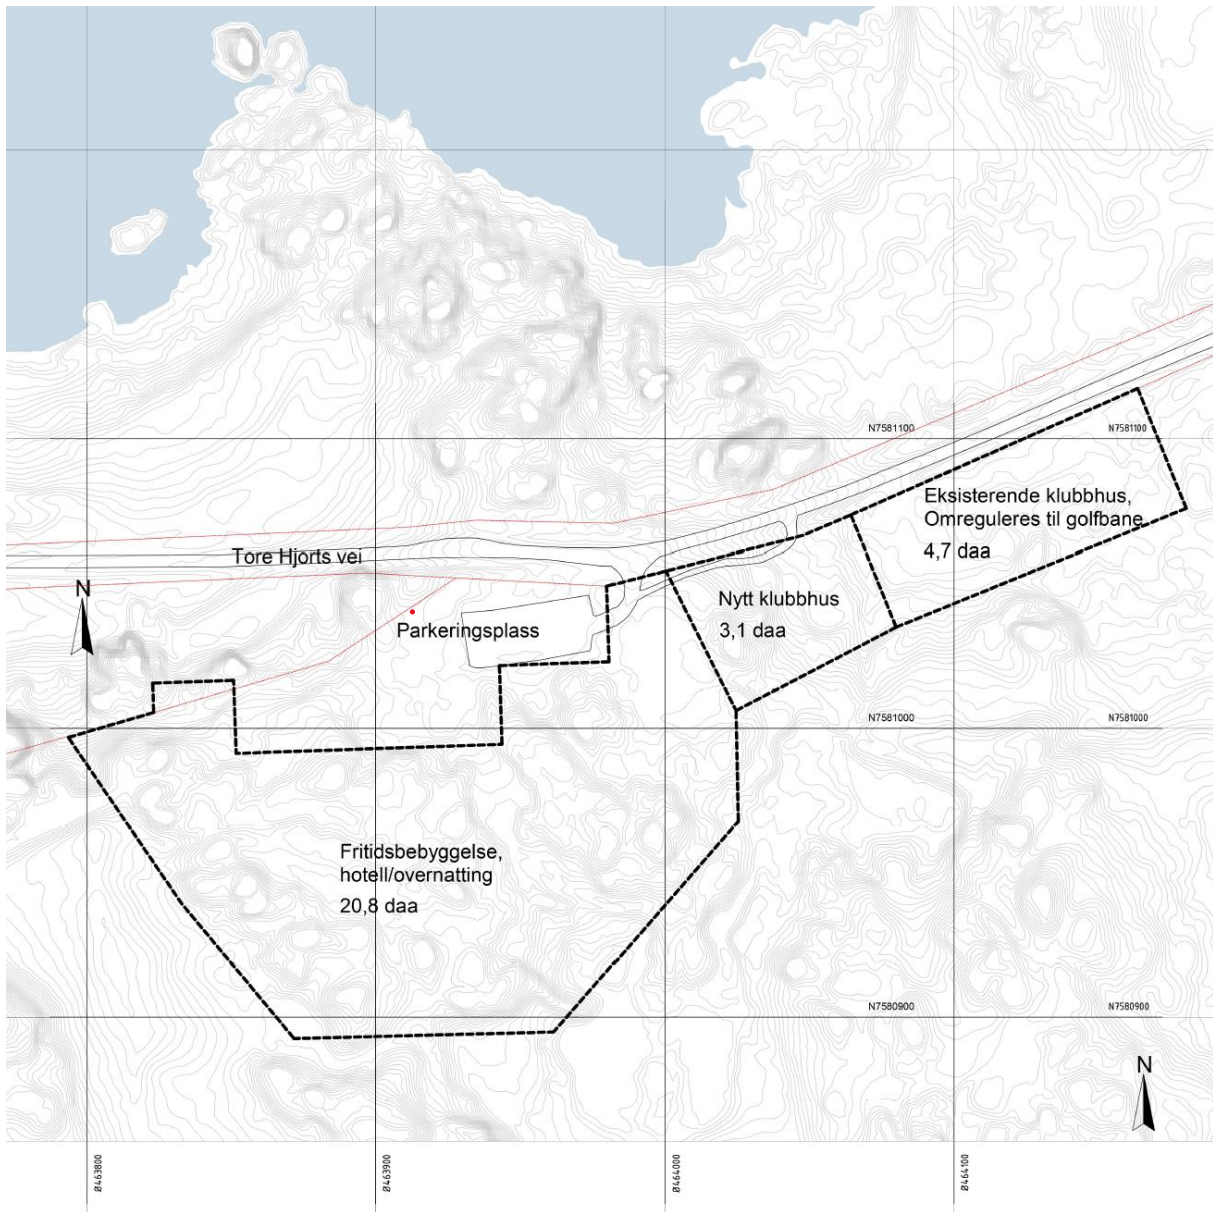 N7581100
N7581100
Eksisterende klubbhus,
Omreguleres til golfbane
4,7 daa
Tore Hjorts vei
N
Nytt klubbhus
3,1 daa
Parkeringsplass
N7581000
N7581000
Fritidsbebyggelse,
hotell/overnatting
20,8 daa
N7580900
N7580900
N
Ø463800
Ø463900
Ø464000
Ø464100